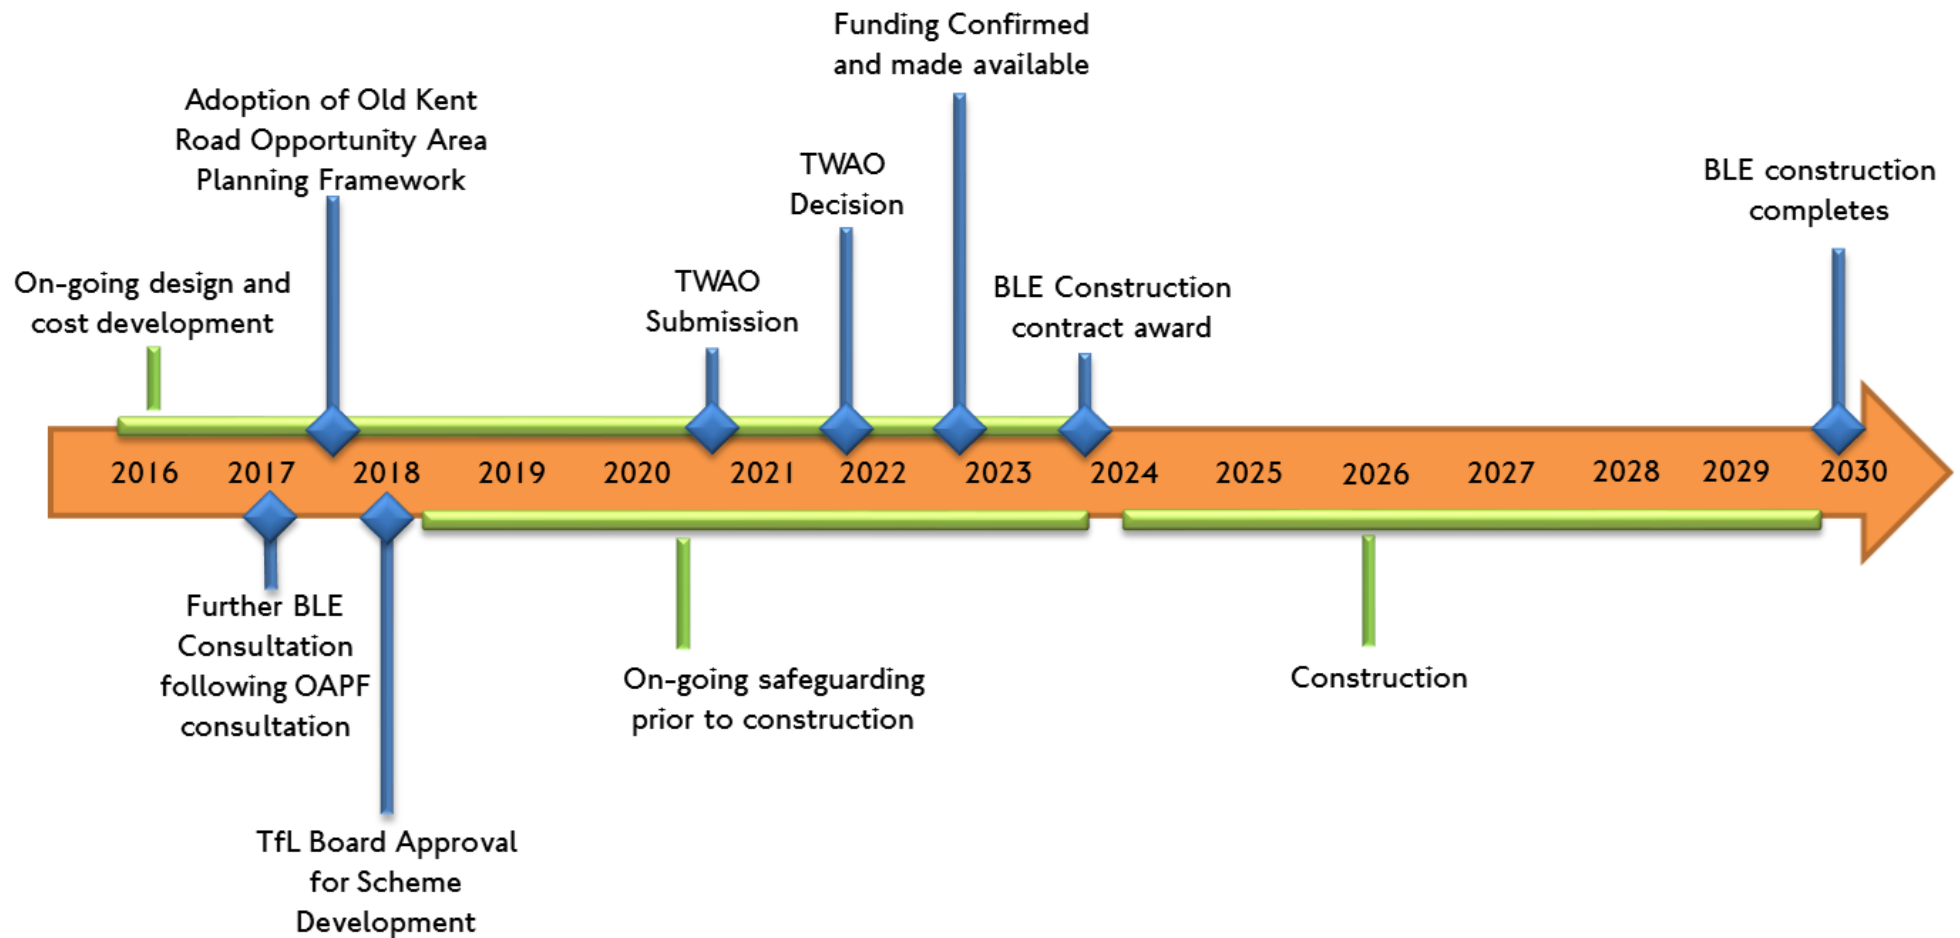 Funding Confirmed
and made available
Adoption of Old Kent
Road Opportunity Area
Planning Framework
TWAO
Decision
BLE construction
completes
On-going design and
cost development
TWAO
Submission
BLE Construction
contract award
2016 2017 2018 2019 2020 2021 2022 2023 2024 2025 2026 2027 2028 2029 2030
Further BLE
Consultation
following OAPF
consultation
On-going safeguarding
prior to construction
Construction
TfL Board Approval
for Scheme
Development